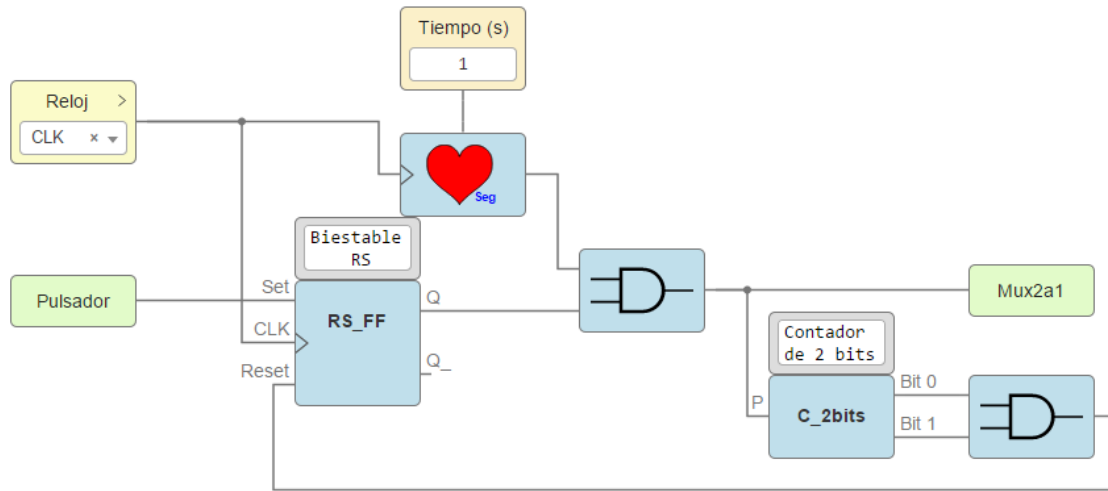 Tiempo (s)
1
Reloj
CLK
Seg
Biestable
RS
Pulsador
Set
RS_FF
Q
CLK
Reset
Q_
Mux2a1
Contador
de 2 bits
P
C_2bits
Bit 0
Bit 1